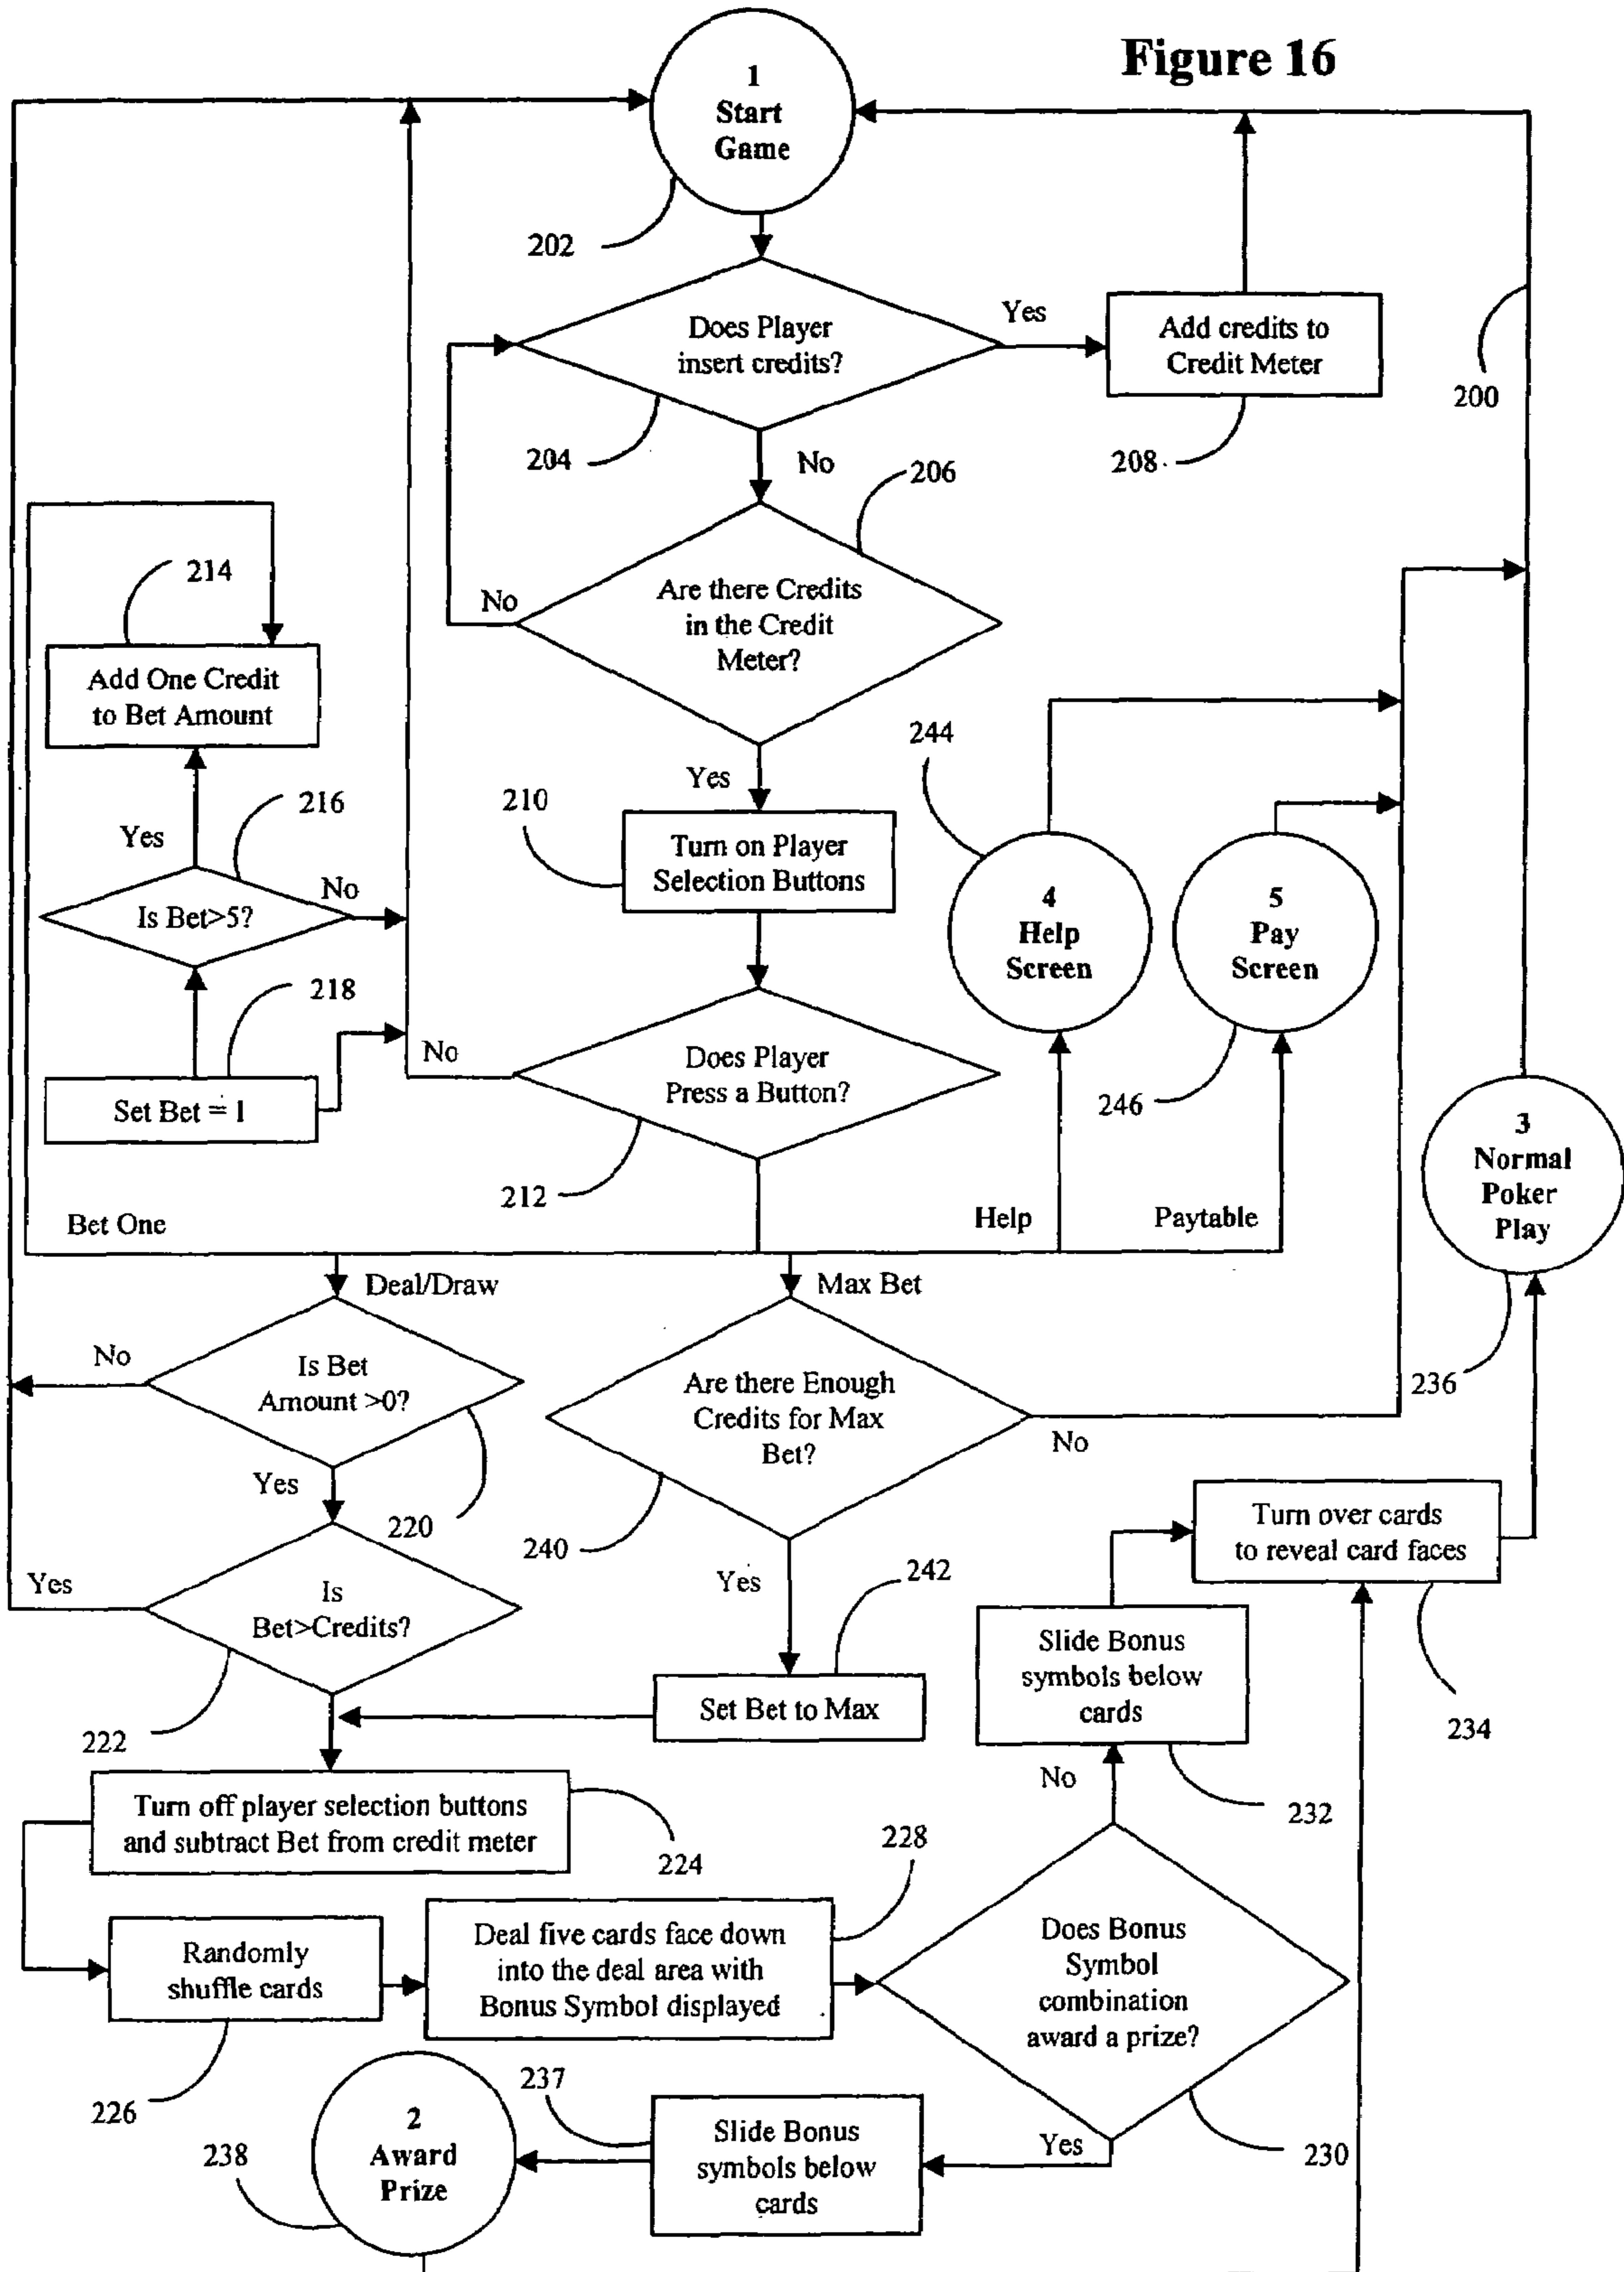 Figure 16
1
Start
Game
202
Does Player
insert credits?
Yes
Add credits to
Credit Meter
200
204
No
208
206
214
No
Are there Credits
in the Credit
Meter?
Add One Credit
to Bet Amount
244
Yes
210
216
Yes
Turn on Player
Selection Buttons
No
Is Bet>5?
4
Help
Screen
5
Pay
Screen
218
No
Does Player
Press a Button?
Set Bet = 1
246
3
Normal
Poker
Play
212
Bet One
Help
Paytable
Deal/Draw
Max Bet
No
Is Bet
Amount >0?
Are there Enough
Credits for Max
Bet?
236
No
Yes
220
240
Turn over cards
to reveal card faces
Yes
Is
Bet>Credits?
Yes
242
Slide Bonus
symbols below
cards
234
Set Bet to Max
222
No
232
Turn off player selection buttons
and subtract Bet from credit meter
224
228
Randomly
shuffle cards
Deal five cards face down
into the deal area with
Bonus Symbol displayed
Does Bonus
Symbol
combination
award a prize?
226
237
2
Award
Prize
238
Slide Bonus
symbols below
cards
Yes
230